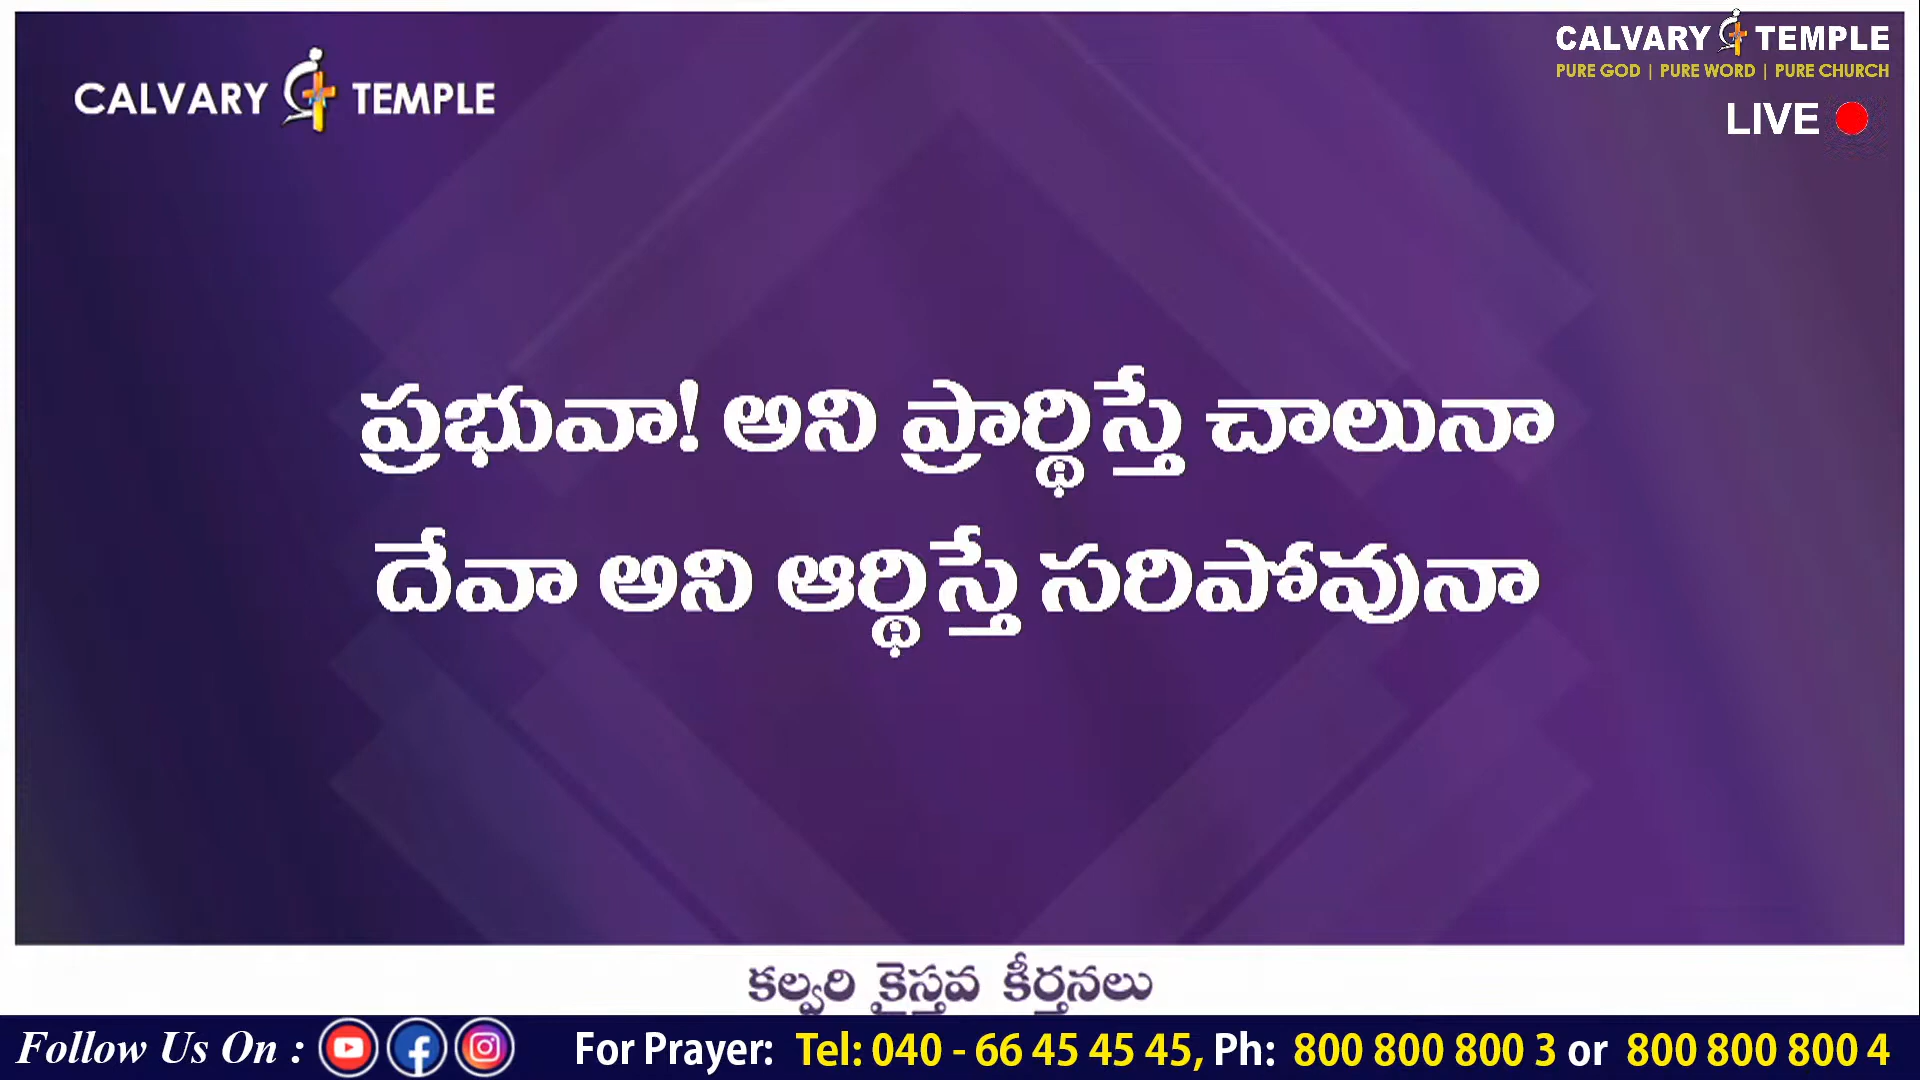 CALVARY TEMPLE
CALVARY TEMPLE
PURE GOD | PURE WORD | PURE CHURCH
LIVE
ప్రభువా! అని ప్రార్థిస్తే చాలునా
దేవా అని ఆర్థిస్తే సరిపోవునా
కల్వరి క్రైస్తవ కీర్తనలు
Follow Us On : For Prayer: Tel: 040 - 66 45 45 45, Ph: 800 800 800 3 or 800 800 800 4